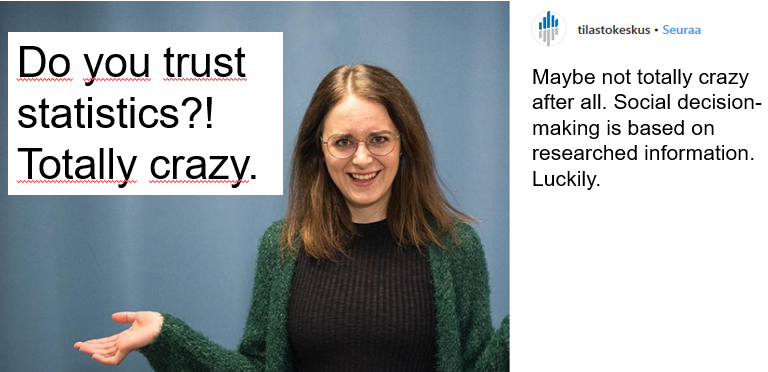 Do you trust
statistics?!
Totally crazy.
tilastokeskus • Seuraa
Maybe not totally crazy
after all. Social decision-
making is based on
researched information.
Luckily.